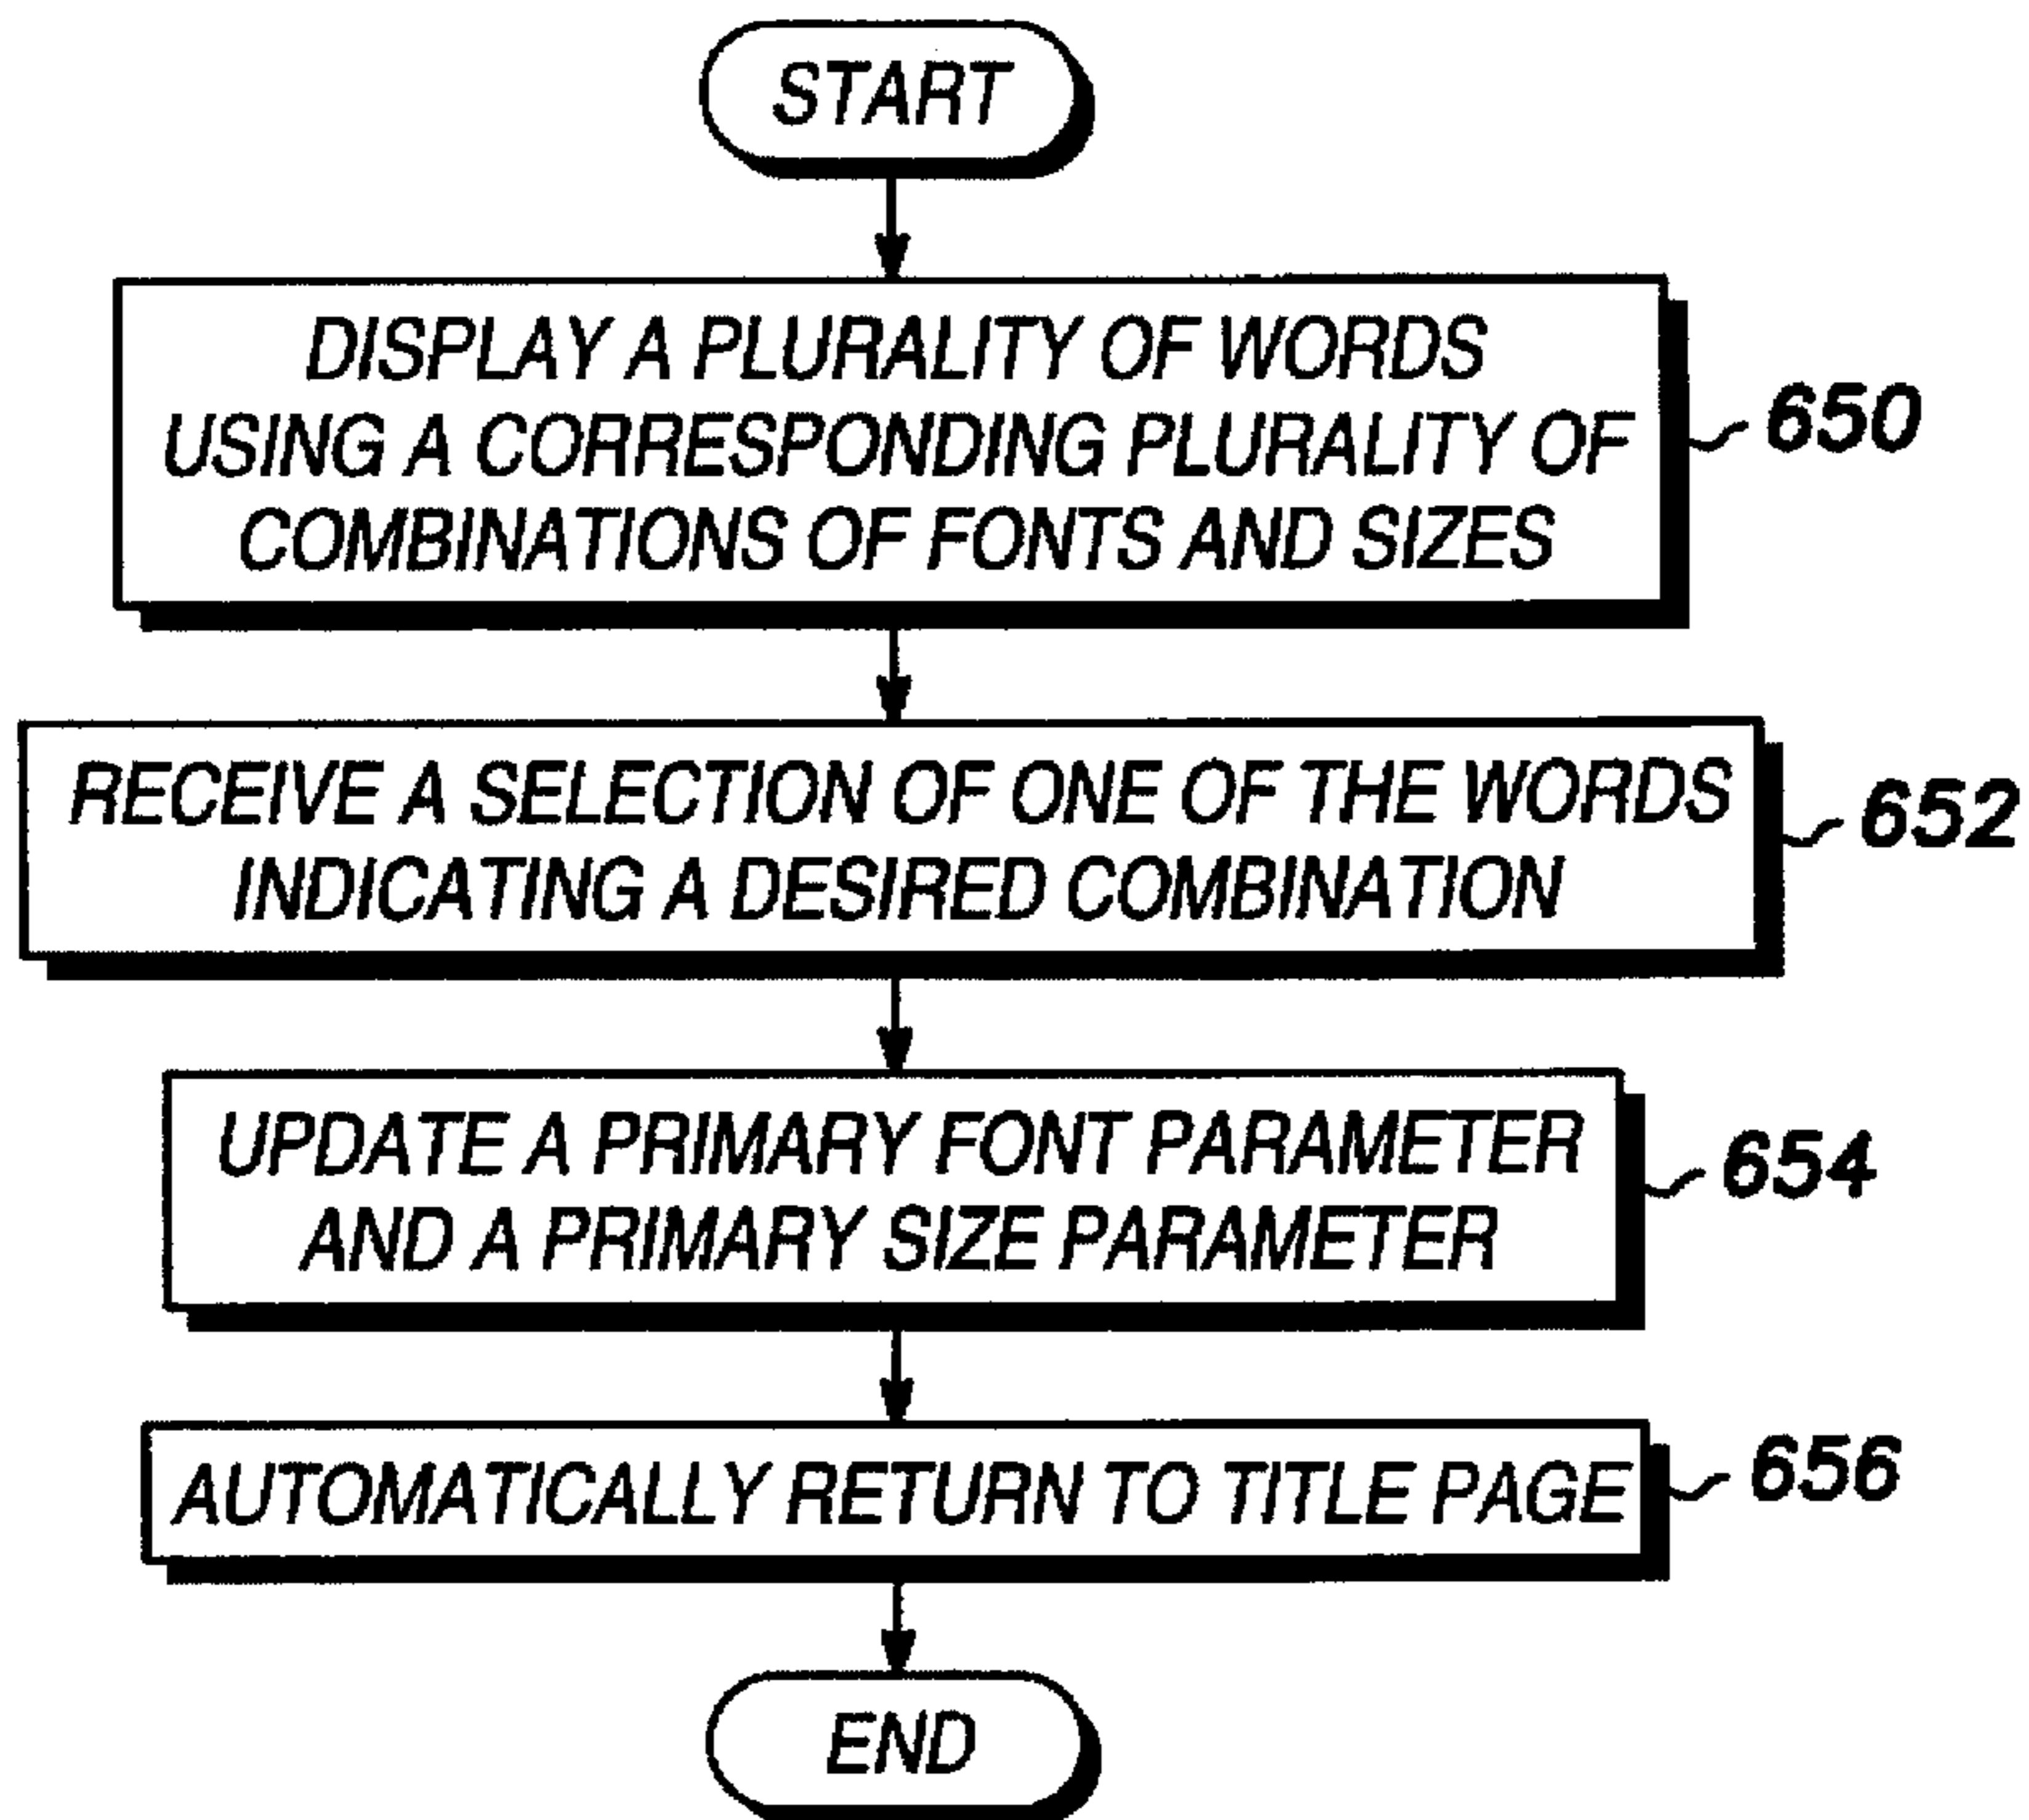 START
DISPLAY A PLURALITY OF WORDS
USING A CORRESPONDING PLURALITY OF
COMBINATIONS OF FONTS AND SIZES
650
RECEIVE A SELECTION OF ONE OF THE WORDS
INDICATING A DESIRED COMBINATION
652
UPDATE A PRIMARY FONT PARAMETER
AND A PRIMARY SIZE PARAMETER
654
AUTOMATICALLY RETURN TO TITLE PAGE
656
END